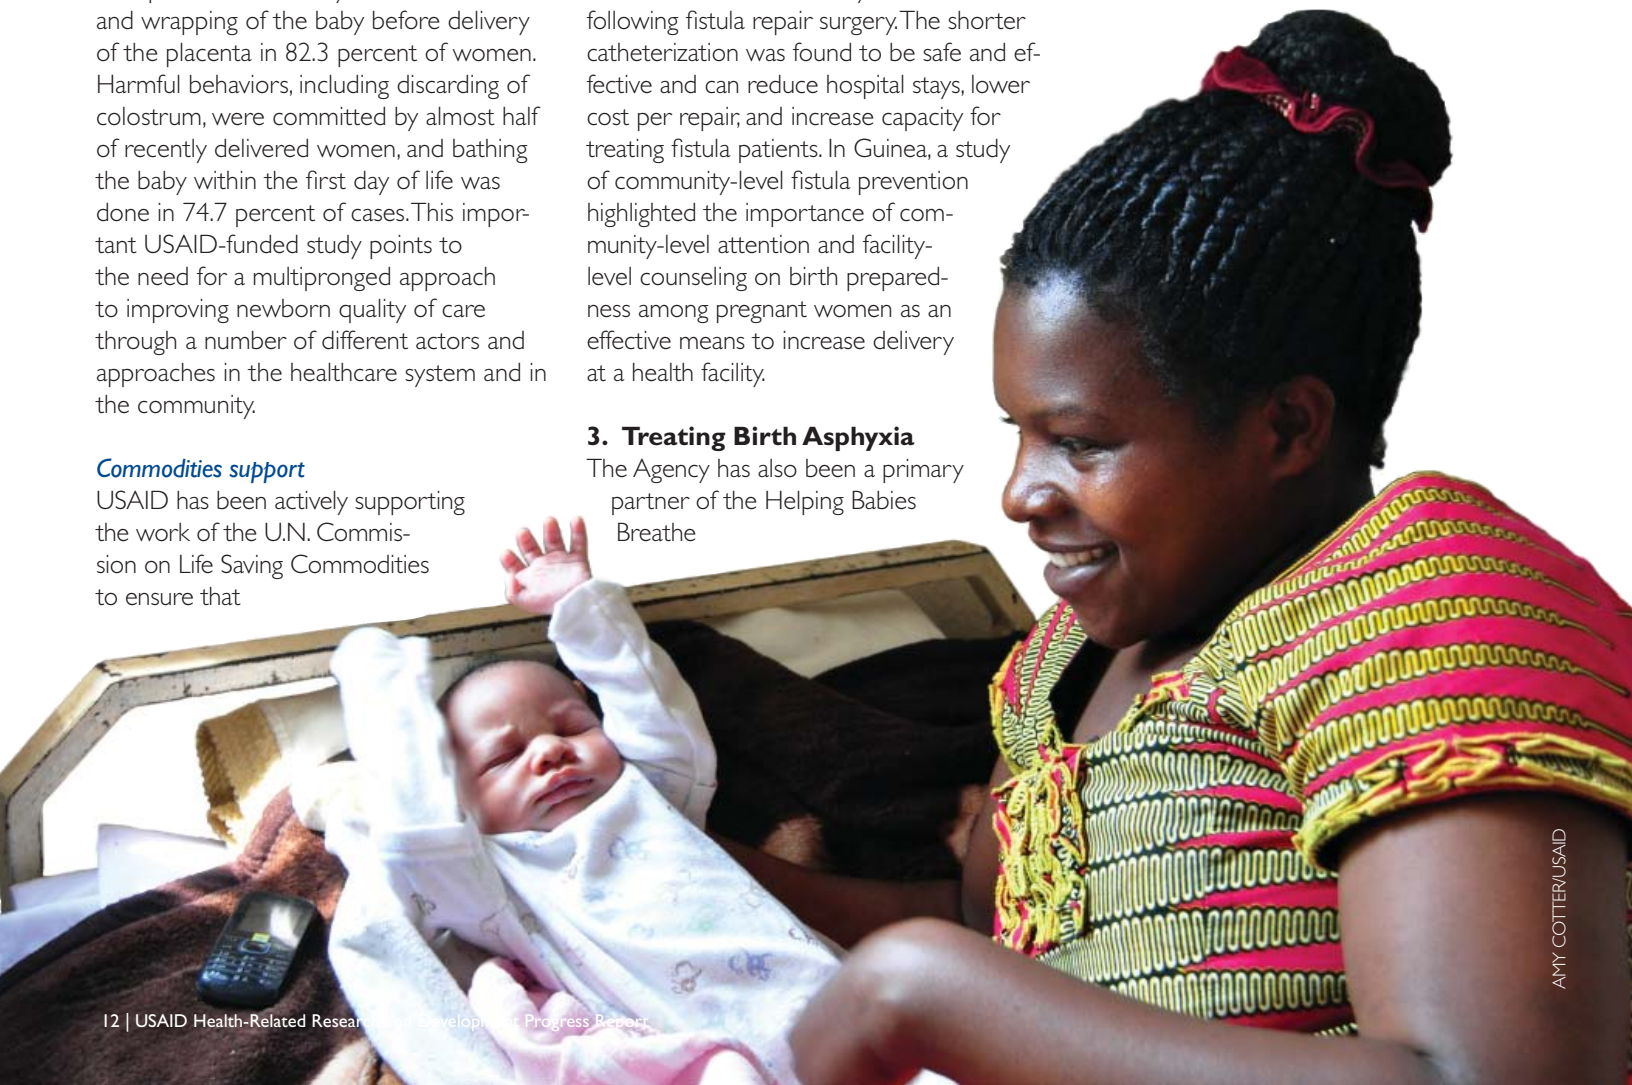 and wrapping of the baby before delivery
of the placenta in 82.3 percent of women.
Harmful behaviors, including discarding of
colostrum, were committed by almost half
of recently delivered women, and bathing
the baby within the first day of life was
done in 74.7 percent of cases. This impor-
tant USAID-funded study points to
the need for a multipronged approach
to improving newborn quality of care
through a number of different actors and
approaches in the healthcare system and in
the community.
Commodities support
USAID has been actively supporting
the work of the U.N. Commis-
sion on Life Saving Commodities
to ensure that
following fistula repair surgery. The shorter
catheterization was found to be safe and ef-
fective and can reduce hospital stays, lower
cost per repair, and increase capacity for
treating fistula patients. In Guinea, a study
of community-level fistula prevention
highlighted the importance of com-
munity-level attention and facility-
level counseling on birth prepared-
ness among pregnant women as an
effective means to increase delivery
at a health facility.
3. Treating Birth Asphyxia
The Agency has also been a primary
partner of the Helping Babies
Breathe
AMY COTTER/USAID
12 | USAID Health-Related Research and Development Progress Report